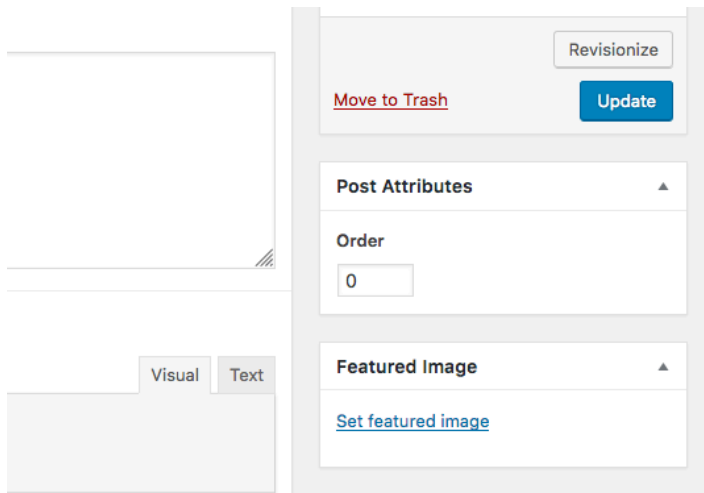 Revisionize
Move to Trash
Update
Post Attributes
Order
0
Visual
Text
Featured Image
Set featured image